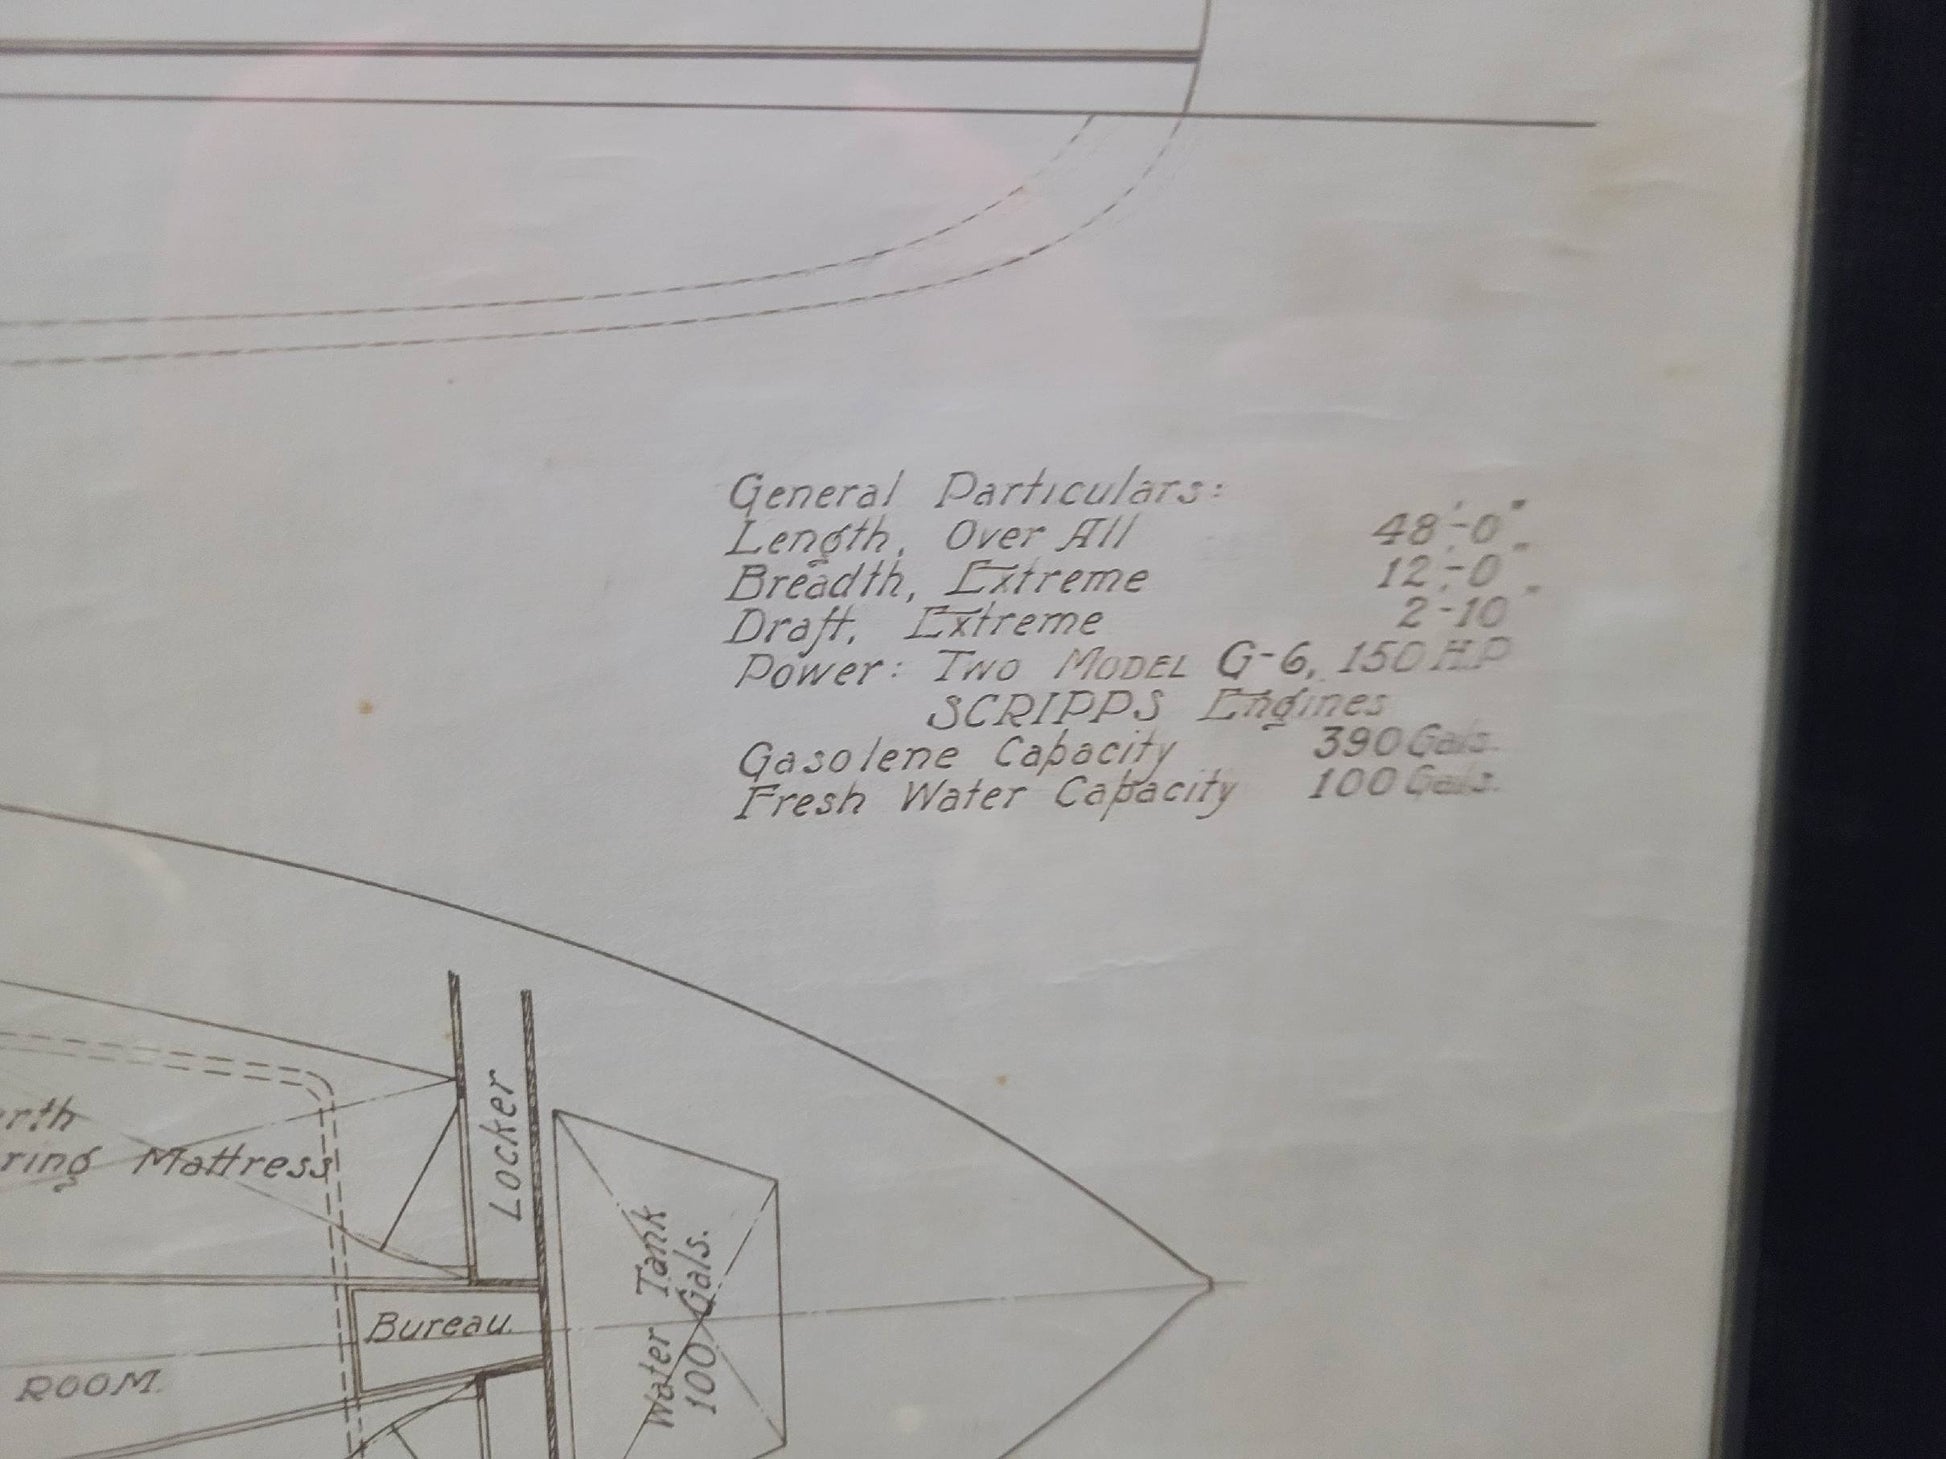 General Particulars:
Length, Over All 48'-0"
Breadth, Extreme 12'-0"
Draft, Extreme 2'-10"
Power: Two MODEL G-6, 150 H.P.
SCRIPPS Engines
Gasolene Capacity 390 Gals.
Fresh Water Capacity 100 Gals.
Mattress
Locker
Water Tank
100 Gals.
Bureau.
ROOM.